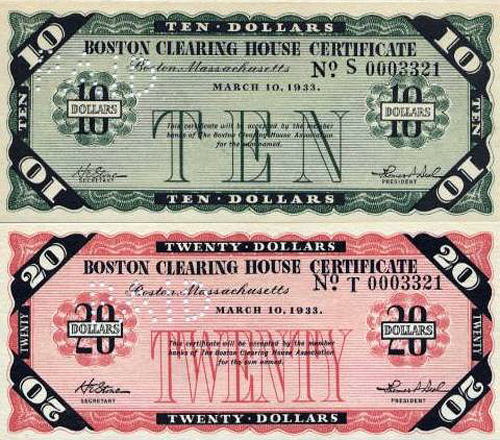 TEN · DOLLARS
10
10
BOSTON CLEARING HOUSE CERTIFICATE
Boston, Massachusetts
No. S 0003321
MARCH 10, 1933.
10
DOLLARS
10
DOLLARS
TEN
TEN
TEN
This certificate will be accepted by the member
banks of The Boston Clearing House Association
for the sum named.
SECRETARY
PRESIDENT
10
10
TEN · DOLLARS
TWENTY · DOLLARS
20
20
BOSTON CLEARING HOUSE CERTIFICATE
Boston, Massachusetts
No. T 0003321
MARCH 10, 1933.
20
DOLLARS
20
DOLLARS
TWENTY
TWENTY
TWENTY
This certificate will be accepted by the member
banks of The Boston Clearing House Association
for the sum named.
SECRETARY
PRESIDENT
20
20
TWENTY · DOLLARS